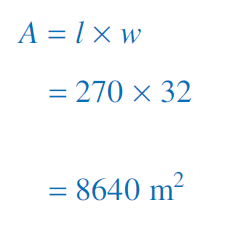 A = l × w
= 270 × 32
= 8640 m²